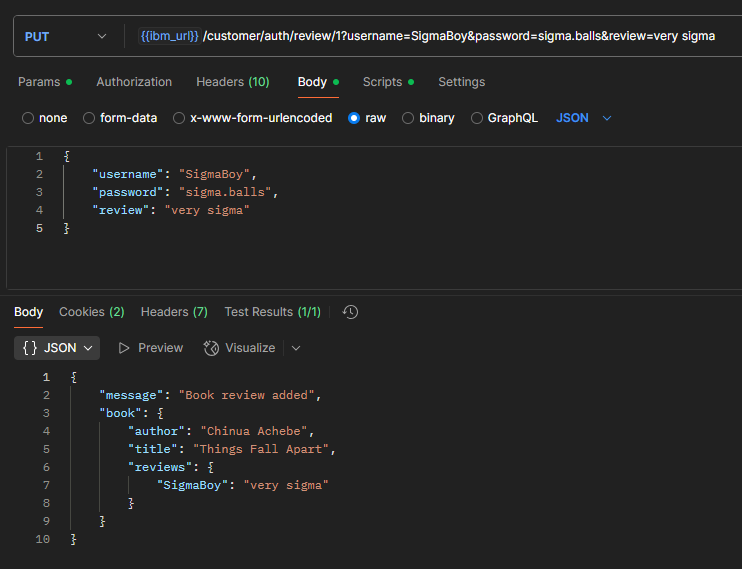 PUT {{ibm_url}} /customer/auth/review/1?username=SigmaBoy&password=sigma.balls&review=very sigma
Params Authorization Headers (10) Body Scripts Settings
none form-data x-www-form-urlencoded raw binary GraphQL JSON
1 {
2 "username": "SigmaBoy",
3 "password": "sigma.balls",
4 "review": "very sigma"
5 }
Body Cookies (2) Headers (7) Test Results (1/1)
{} JSON Preview Visualize
1 {
2 "message": "Book review added",
3 "book": {
4 "author": "Chinua Achebe",
5 "title": "Things Fall Apart",
6 "reviews": {
7 "SigmaBoy": "very sigma"
8 }
9 }
10 }